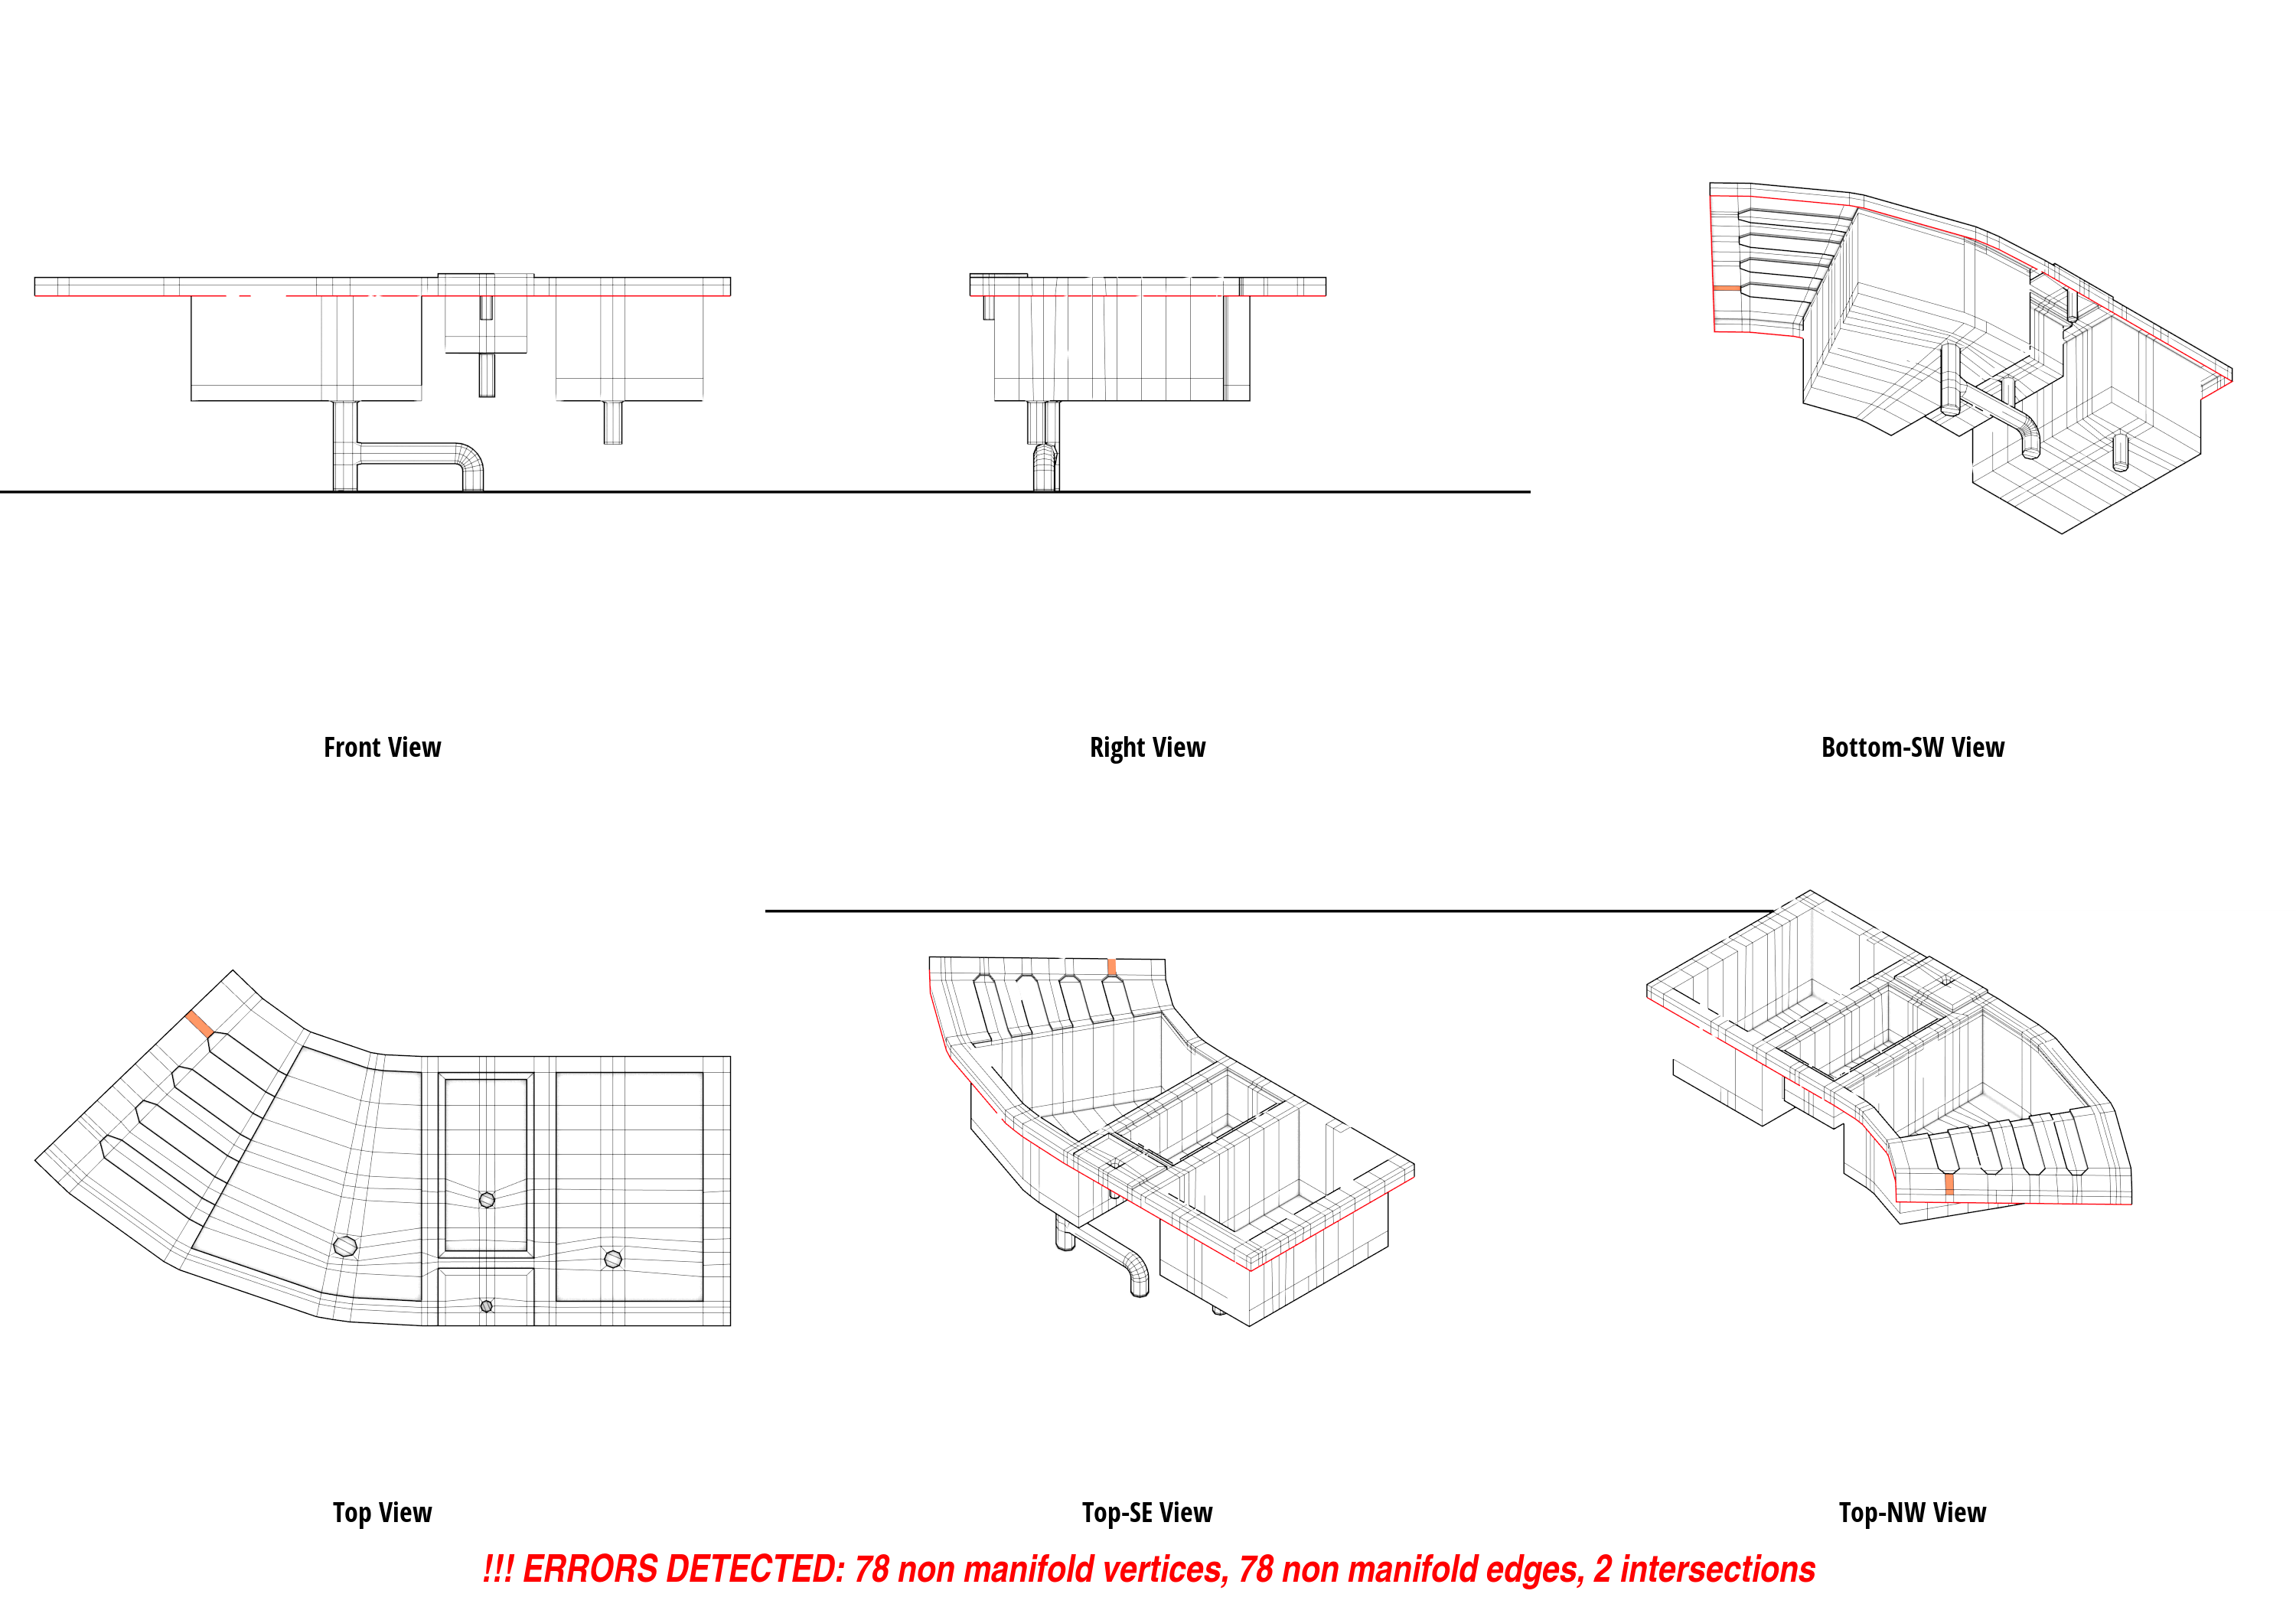 Front View
Right View
Bottom-SW View
Top View
Top-SE View
Top-NW View
!!! ERRORS DETECTED: 78 non manifold vertices, 78 non manifold edges, 2 intersections